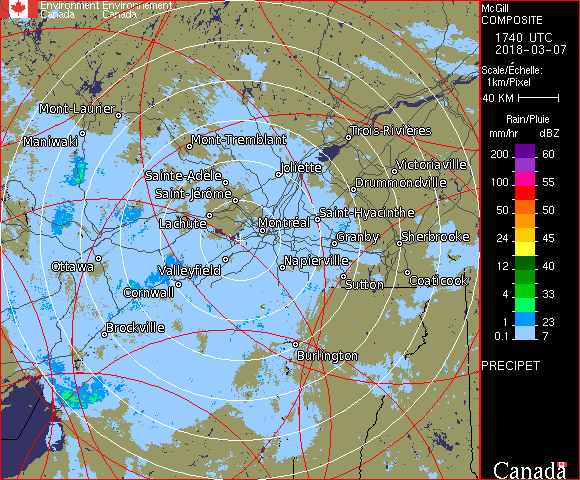 Environment Environnement
Canada Canada
McGill
COMPOSITE
1740 UTC
2018-03-07
Scale/Échelle:
1km/Pixel
40 KM
Rain/Pluie
mm/hr dBZ
200 60
100 55
50 50
24 45
12 40
4 33
1 23
0.1 7
PRECIPET
Canada
Mont-Laurier
Maniwaki
Mont-Tremblant
Trois-Rivières
Joliette
Victoriaville
Sainte-Adèle
Drummondville
Saint-Jérôme
Saint-Hyacinthe
Lachute
Montréal
Granby
Sherbrooke
Ottawa
Valleyfield
Napierville
Sutton
Coaticook
Cornwall
Brockville
Burlington